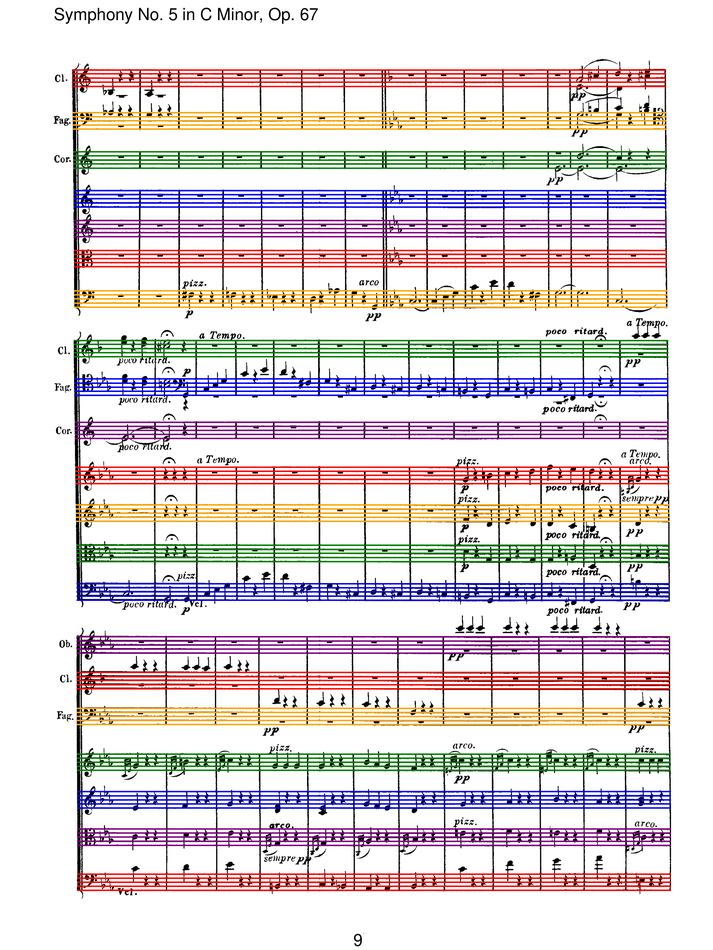 Symphony No. 5 in C Minor, Op. 67
Cl.
pp
Fag.
pp
Cor.
pp
pizz. arco
p pp
a Tempo.
a Tempo. poco ritard.
Cl.
poco ritard. p pp
Fag.
poco ritard. poco ritard.
Cor.
poco ritard.
a Tempo.
a Tempo. pizz. arco.
p poco ritard. sempre pp
pizz.
p poco ritard. pp
pizz.
p poco ritard. pp
pizz.
poco ritard. p Vcl. poco ritard. pp
Ob.
pp
Cl.
Fag.
pp pp
pizz. arco. pizz.
pp
arco. pizz. arco.
sempre pp
Vcl.
9